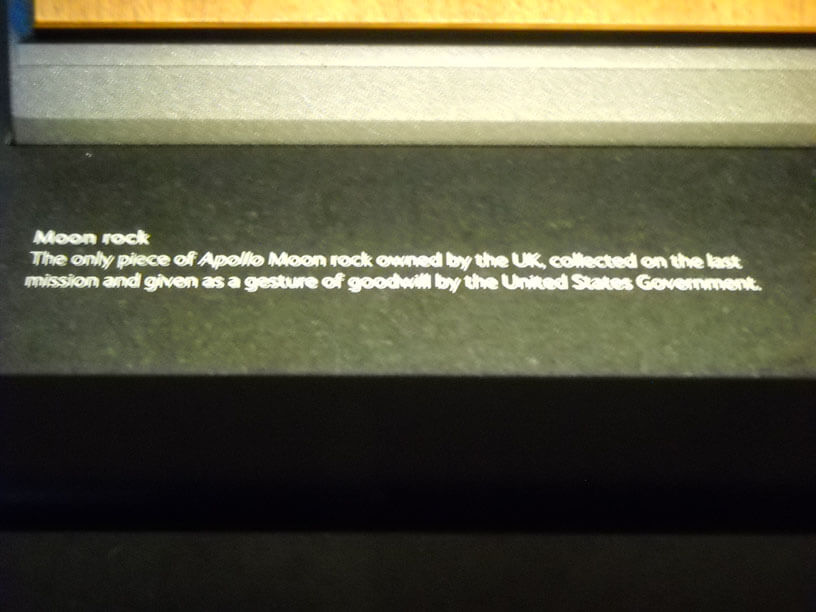 Moon rock
The only piece of Apollo Moon rock owned by the UK, collected on the last
mission and given as a gesture of goodwill by the United States Government.